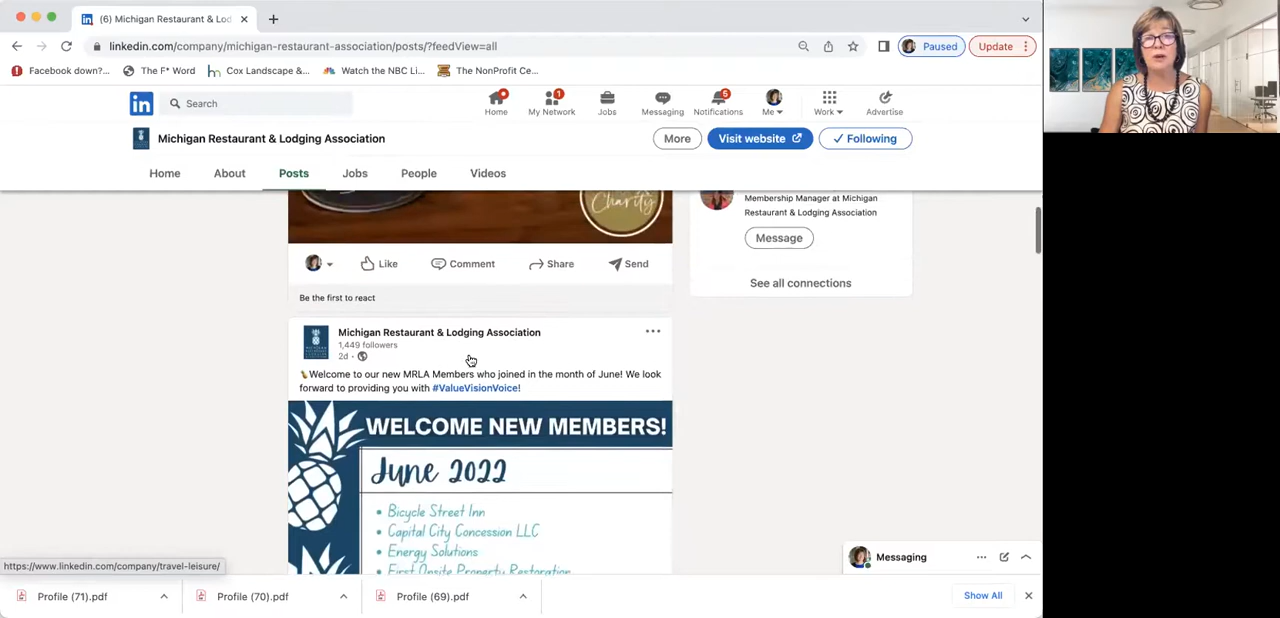 (6) Michigan Restaurant & Lod
linkedin.com/company/michigan-restaurant-association/posts/?feedView=all
Paused
Update
Facebook down?...
The F* Word
Cox Landscape &...
Watch the NBC Li...
The NonProfit Ce...
in
Search
Home
My Network
1
Jobs
Messaging
Notifications
6
Me
Work
Advertise
Michigan Restaurant & Lodging Association
More
Visit website
Following
Home
About
Posts
Jobs
People
Videos
Charity
Membership Manager at Michigan
Restaurant & Lodging Association
Message
See all connections
Like
Comment
Share
Send
Be the first to react
Michigan Restaurant & Lodging Association
1,449 followers
2d •
Welcome to our new MRLA Members who joined in the month of June! We look
forward to providing you with #ValueVisionVoice!
WELCOME NEW MEMBERS!
June 2022
• Bicycle Street Inn
• Capital City Concession LLC
• Energy Solutions
• First Onsite Property Restoration
Messaging
https://www.linkedin.com/company/travel-leisure/
Profile (71).pdf
Profile (70).pdf
Profile (69).pdf
Show All